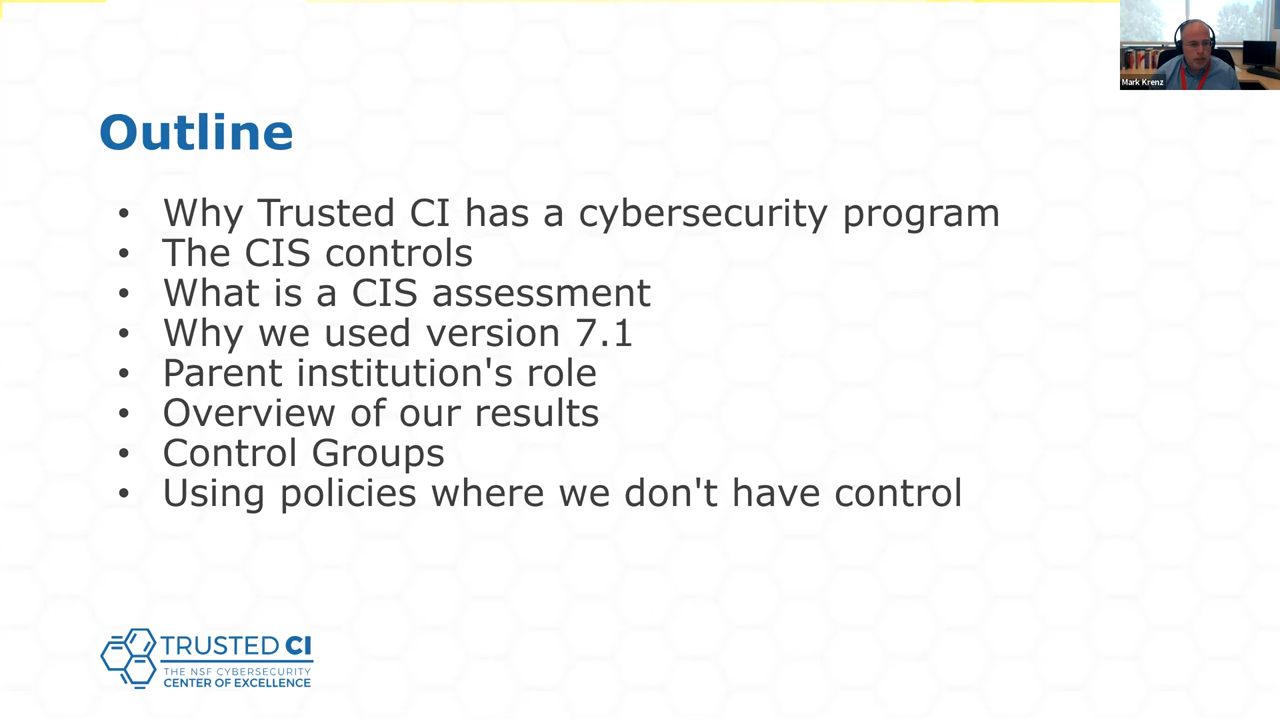 Mark Krenz
Outline
• Why Trusted CI has a cybersecurity program
• The CIS controls
• What is a CIS assessment
• Why we used version 7.1
• Parent institution's role
• Overview of our results
• Control Groups
• Using policies where we don't have control
TRUSTED CI
THE NSF CYBERSECURITY
CENTER OF EXCELLENCE